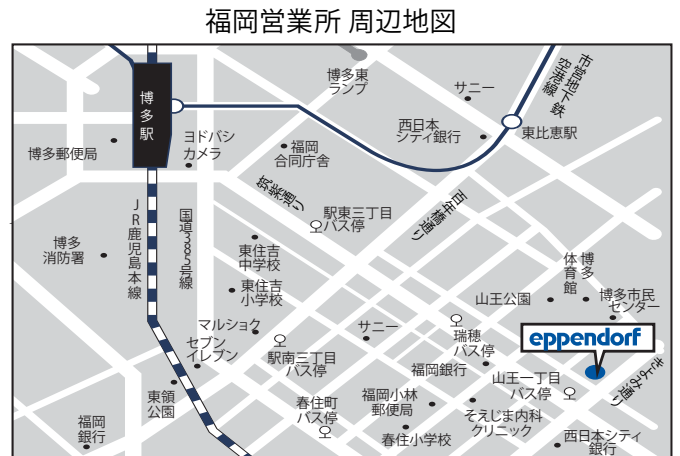 福岡営業所 周辺地図
博多東
ランプ
サニー
市営地下鉄
空港線
博多駅
西日本
シティ銀行
東比恵駅
博多郵便局
ヨドバシ
カメラ
福岡
合同庁舎
筑紫通り
百年橋通り
駅東三丁目
バス停
JR鹿児島本線
国道385号線
博多
消防署
東住吉
中学校
東住吉
小学校
博多
体育館
山王公園
博多市民
センター
マルショク
サニー
瑞穂
バス停
eppendorf
セブン
イレブン
駅南三丁目
バス停
福岡銀行
山王一丁目
バス停
きよみ通り
東領
公園
春住町
バス停
福岡小林
郵便局
そえじま内科
クリニック
福岡
銀行
春住小学校
西日本シティ
銀行